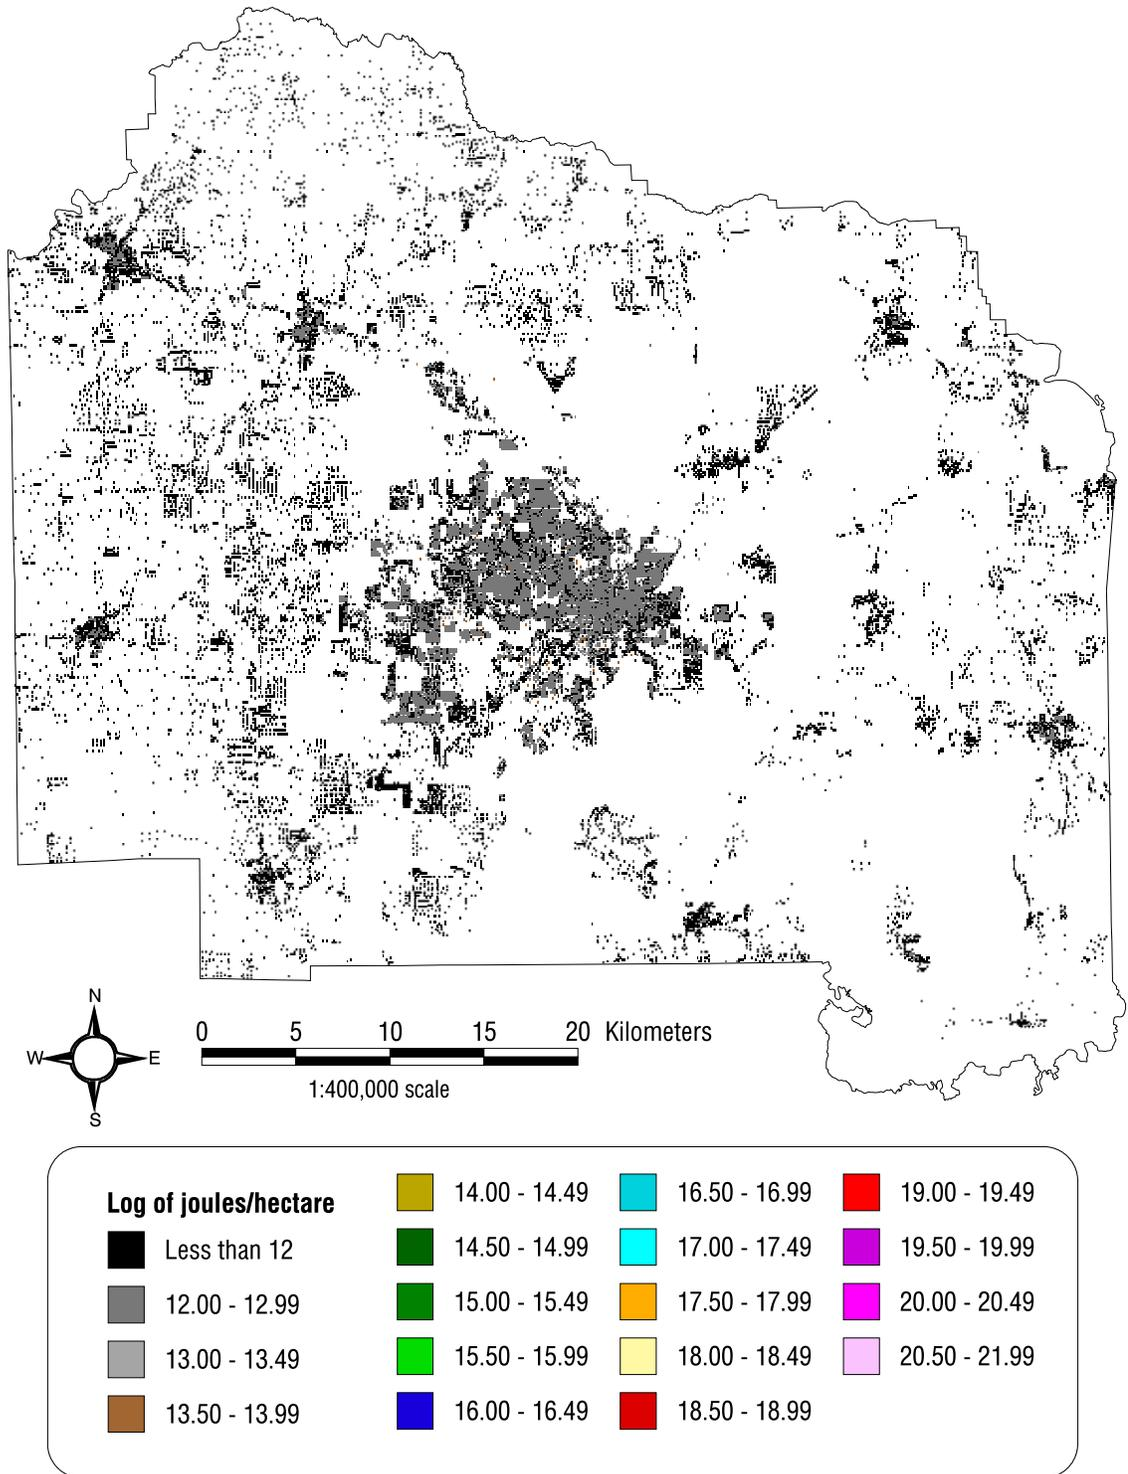 N
W E
S
0 5 10 15 20 Kilometers
1:400,000 scale
Log of joules/hectare
Less than 12
12.00 - 12.99
13.00 - 13.49
13.50 - 13.99
14.00 - 14.49
14.50 - 14.99
15.00 - 15.49
15.50 - 15.99
16.00 - 16.49
16.50 - 16.99
17.00 - 17.49
17.50 - 17.99
18.00 - 18.49
18.50 - 18.99
19.00 - 19.49
19.50 - 19.99
20.00 - 20.49
20.50 - 21.99